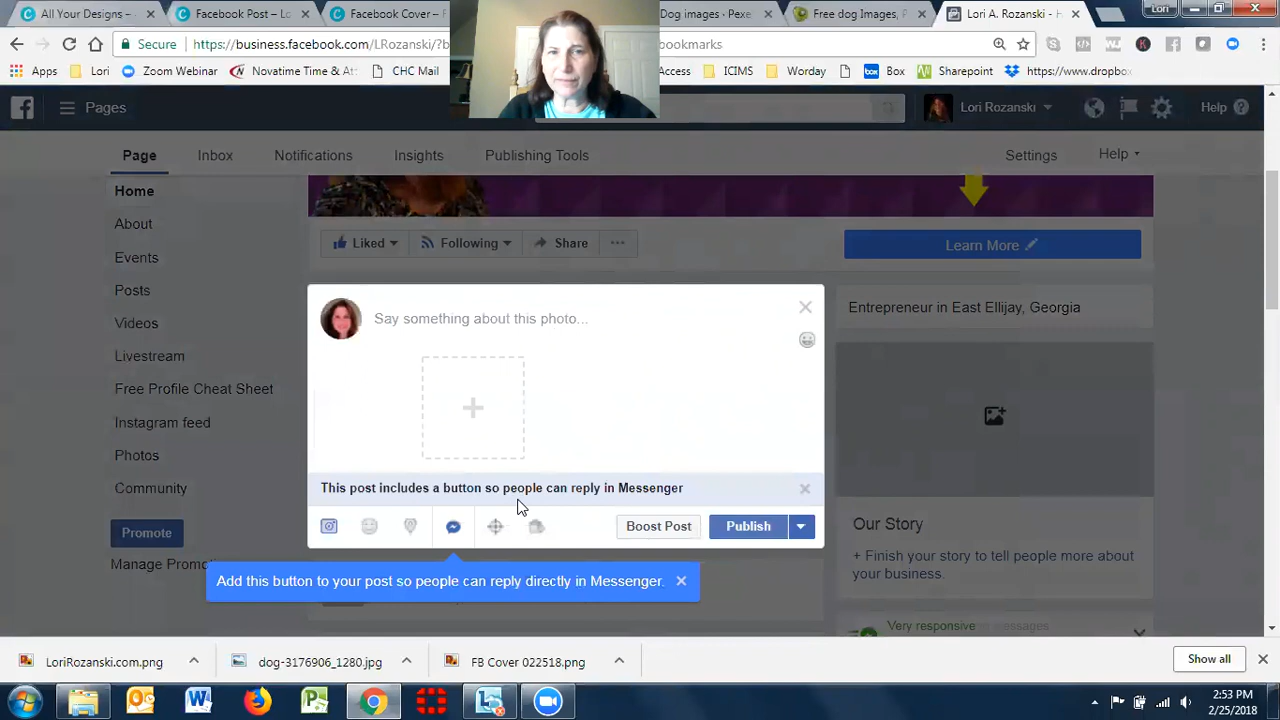 All Your Designs –
Facebook Post – Lo
Facebook Cover –
Dog images · Pexe
Free dog Images, P
Lori A. Rozanski - H
Lori
Secure
https://business.facebook.com/LRozanski/?b
ookmarks
Apps
Lori
Zoom Webinar
Novatime Time an
CHC Mail
Access
ICIMS
Worday
Box
Sharepoint
https://www.dropbox
Pages
Lori Rozanski
Help
Page
Inbox
Notifications
Insights
Publishing Tools
Settings
Help
Home
About
Events
Posts
Videos
Livestream
Free Profile Cheat Sheet
Instagram feed
Photos
Community
Promote
Manage Promo
Liked
Following
Share
Learn More
Say something about this photo...
This post includes a button so people can reply in Messenger
Boost Post
Publish
Add this button to your post so people can reply directly in Messenger.
Entrepreneur in East Ellijay, Georgia
Our Story
+ Finish your story to tell people more about
your business.
Very responsive to messages
LoriRozanski.com.png
dog-3176906_1280.jpg
FB Cover 022518.png
Show all
2:53 PM
2/25/2018